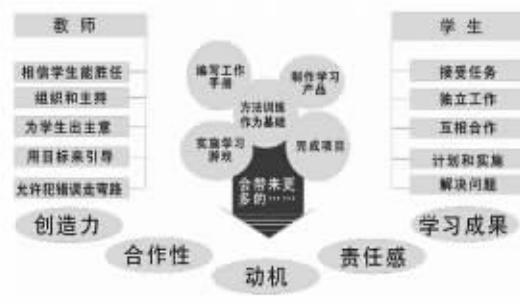 教 师
相信学生能胜任
组织和主持
为学生出主意
用目标来引导
允许犯错误走弯路
编写工作
手册
制作学习
产品
方法训练
作为基础
实施学习
游戏
完成项目
会带来更
多的……
学 生
接受任务
独立工作
互相合作
计划和实施
解决问题
创造力
合作性
动机
责任感
学习成果